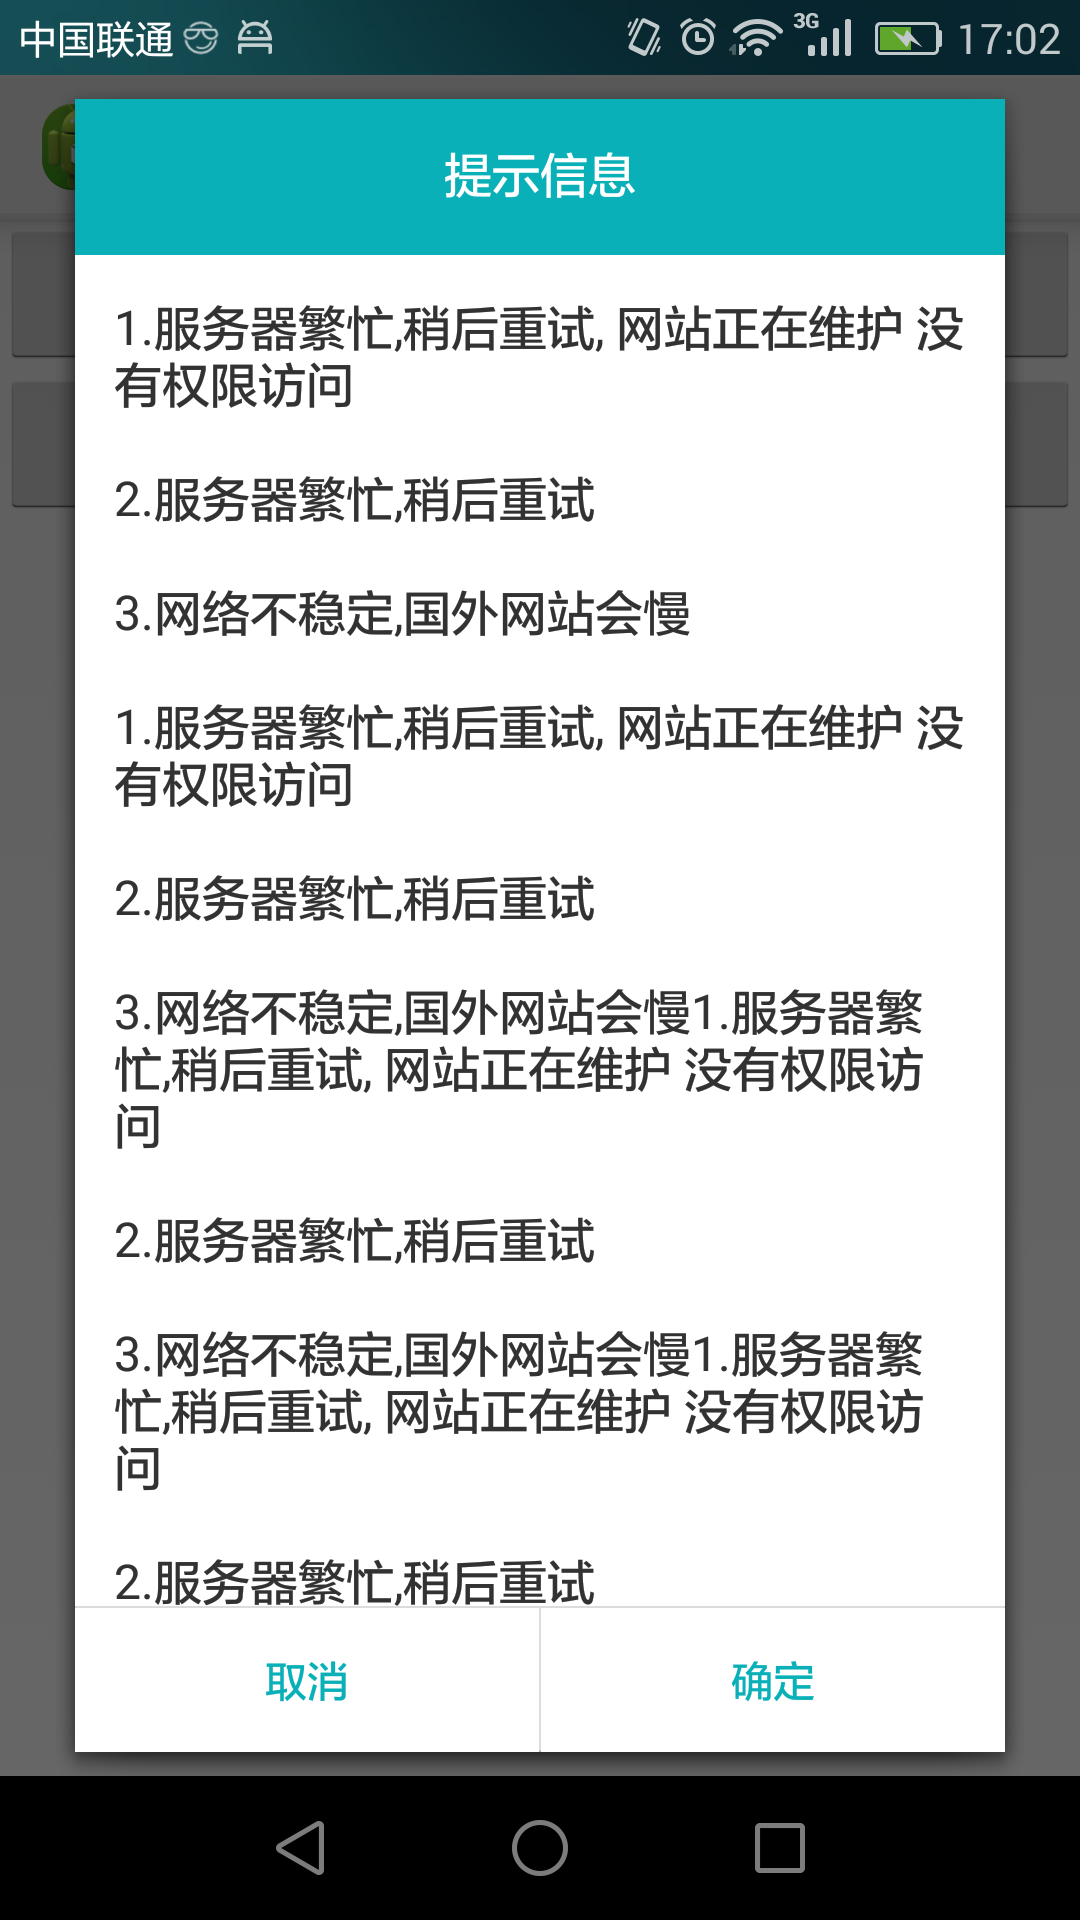 中国联通 3G 17:02
提示信息
1.服务器繁忙,稍后重试, 网站正在维护 没
有权限访问
2.服务器繁忙,稍后重试
3.网络不稳定,国外网站会慢
1.服务器繁忙,稍后重试, 网站正在维护 没
有权限访问
2.服务器繁忙,稍后重试
3.网络不稳定,国外网站会慢1.服务器繁
忙,稍后重试, 网站正在维护 没有权限访
问
2.服务器繁忙,稍后重试
3.网络不稳定,国外网站会慢1.服务器繁
忙,稍后重试, 网站正在维护 没有权限访
问
2.服务器繁忙,稍后重试
取消 确定